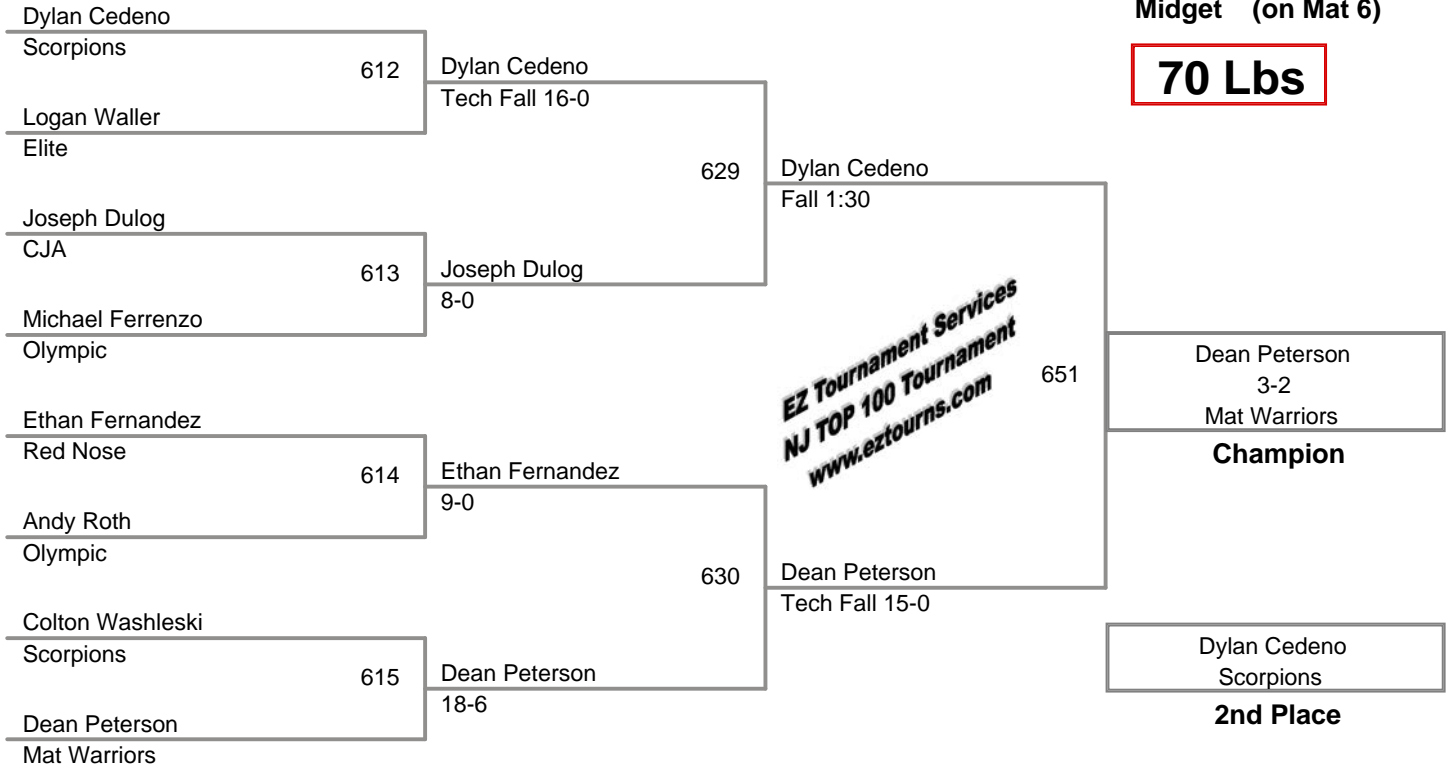 Midget (on Mat 6)
70 Lbs
Dylan Cedeno
Scorpions
612
Logan Waller
Elite
Joseph Dulog
CJA
613
Michael Ferrenzo
Olympic
Ethan Fernandez
Red Nose
614
Andy Roth
Olympic
Colton Washleski
Scorpions
615
Dean Peterson
Mat Warriors
Dylan Cedeno
Tech Fall 16-0
629
Joseph Dulog
8-0
Ethan Fernandez
9-0
630
Dean Peterson
18-6
Dylan Cedeno
Fall 1:30
EZ Tournament Services
NJ TOP 100 Tournament
www.eztourns.com
651
Dean Peterson
Tech Fall 15-0
Dean Peterson
3-2
Mat Warriors
Champion
Dylan Cedeno
Scorpions
2nd Place